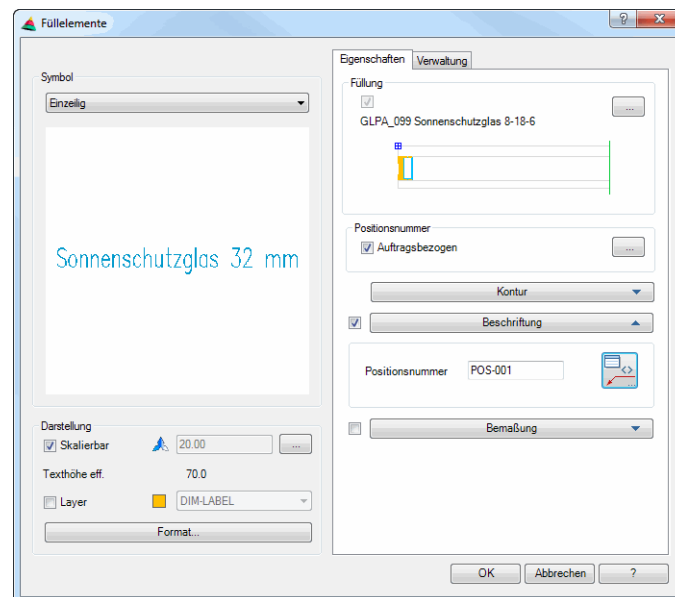 Füllelemente
?
Symbol
Einzeilig
Sonnenschutzglas 32 mm
Darstellung
Skalierbar 20.00 ...
Texthöhe eff. 70.0
Layer DIM-LABEL
Format...
Eigenschaften Verwaltung
Füllung
...
GLPA_099 Sonnenschutzglas 8-18-6
Positionsnummer
Auftragsbezogen ...
Kontur
Beschriftung
Positionsnummer POS-001
Bemaßung
OK Abbrechen ?